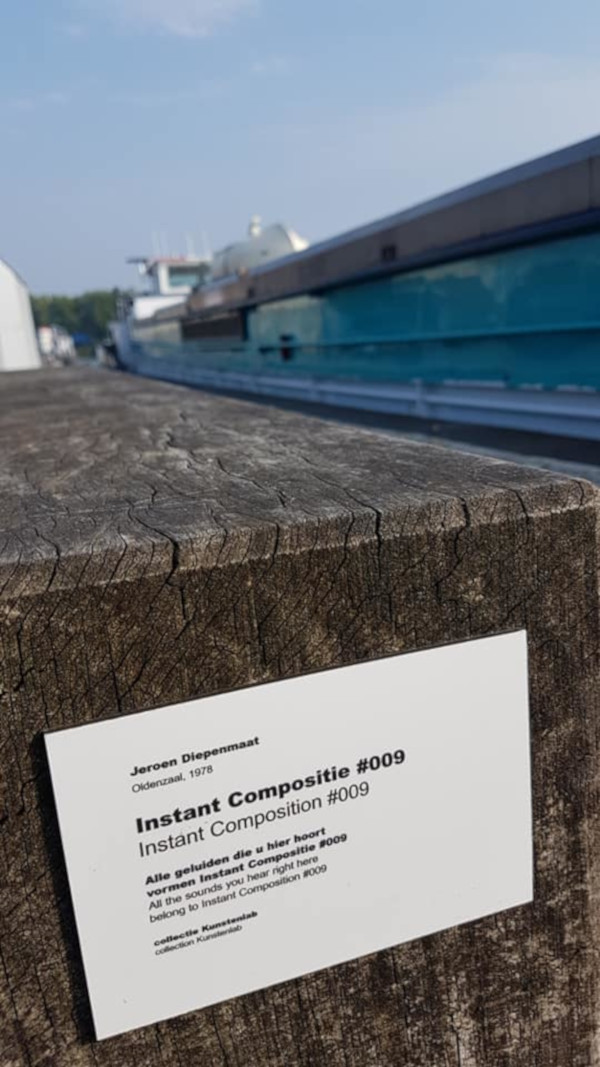 Jeroen Diepenmaat
Oldenzaal, 1978
Instant Compositie #009
Instant Composition #009
Alle geluiden die u hier hoort
vormen Instant Compositie #009
All the sounds you hear right here
belong to Instant Composition #009
collectie Kunstenlab
collection Kunstenlab